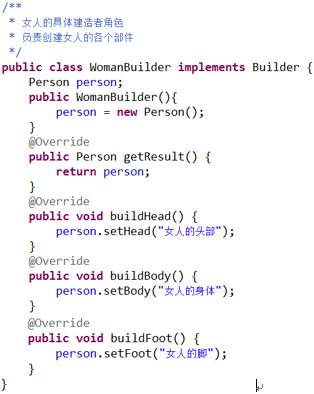 /**
 * 女人的具体建造者角色
 * 负责创建女人的各个部件
 */
public class WomanBuilder implements Builder {
    Person person;
    public WomanBuilder(){
        person = new Person();
    }
    @Override
    public Person getResult() {
        return person;
    }
    @Override
    public void buildHead() {
        person.setHead("女人的头部");
    }
    @Override
    public void buildBody() {
        person.setBody("女人的身体");
    }
    @Override
    public void buildFoot() {
        person.setFoot("女人的脚");
    }
}